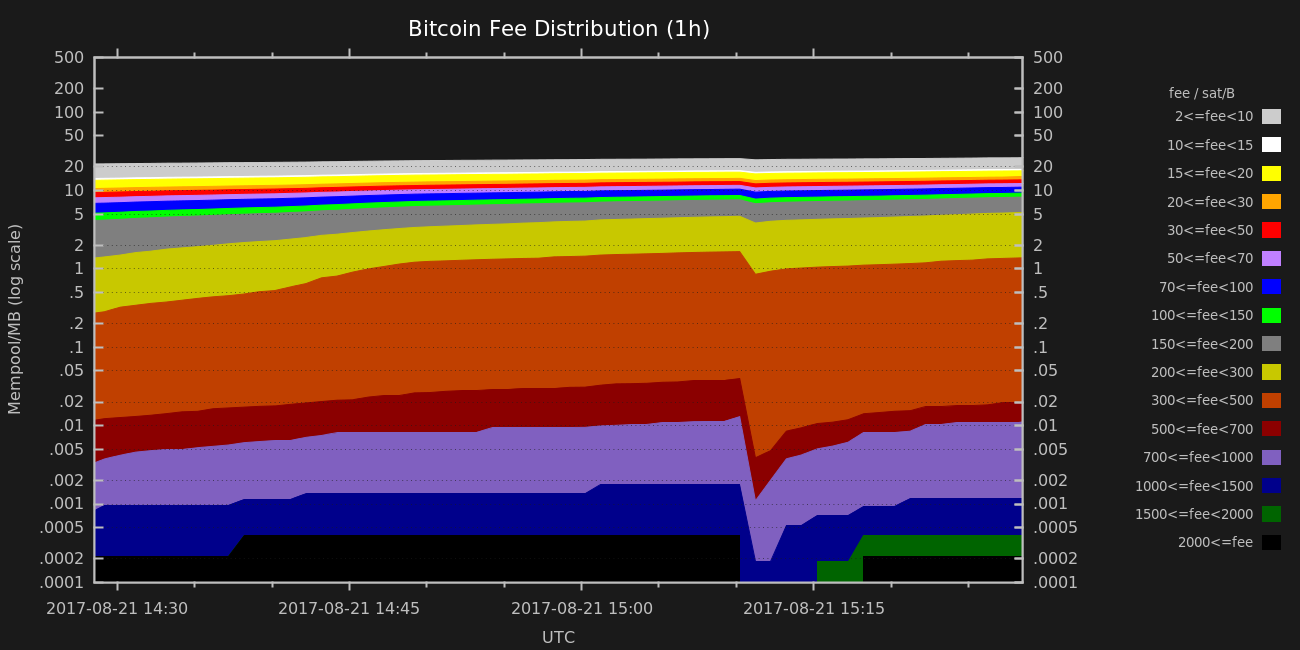 Bitcoin Fee Distribution (1h)
Mempool/MB (log scale)
500
200
100
50
20
10
5
2
1
.5
.2
.1
.05
.02
.01
.005
.002
.001
.0005
.0002
.0001
500
200
100
50
20
10
5
2
1
.5
.2
.1
.05
.02
.01
.005
.002
.001
.0005
.0002
.0001
2017-08-21 14:30
2017-08-21 14:45
2017-08-21 15:00
2017-08-21 15:15
UTC
fee / sat/B
2<=fee<10
10<=fee<15
15<=fee<20
20<=fee<30
30<=fee<50
50<=fee<70
70<=fee<100
100<=fee<150
150<=fee<200
200<=fee<300
300<=fee<500
500<=fee<700
700<=fee<1000
1000<=fee<1500
1500<=fee<2000
2000<=fee